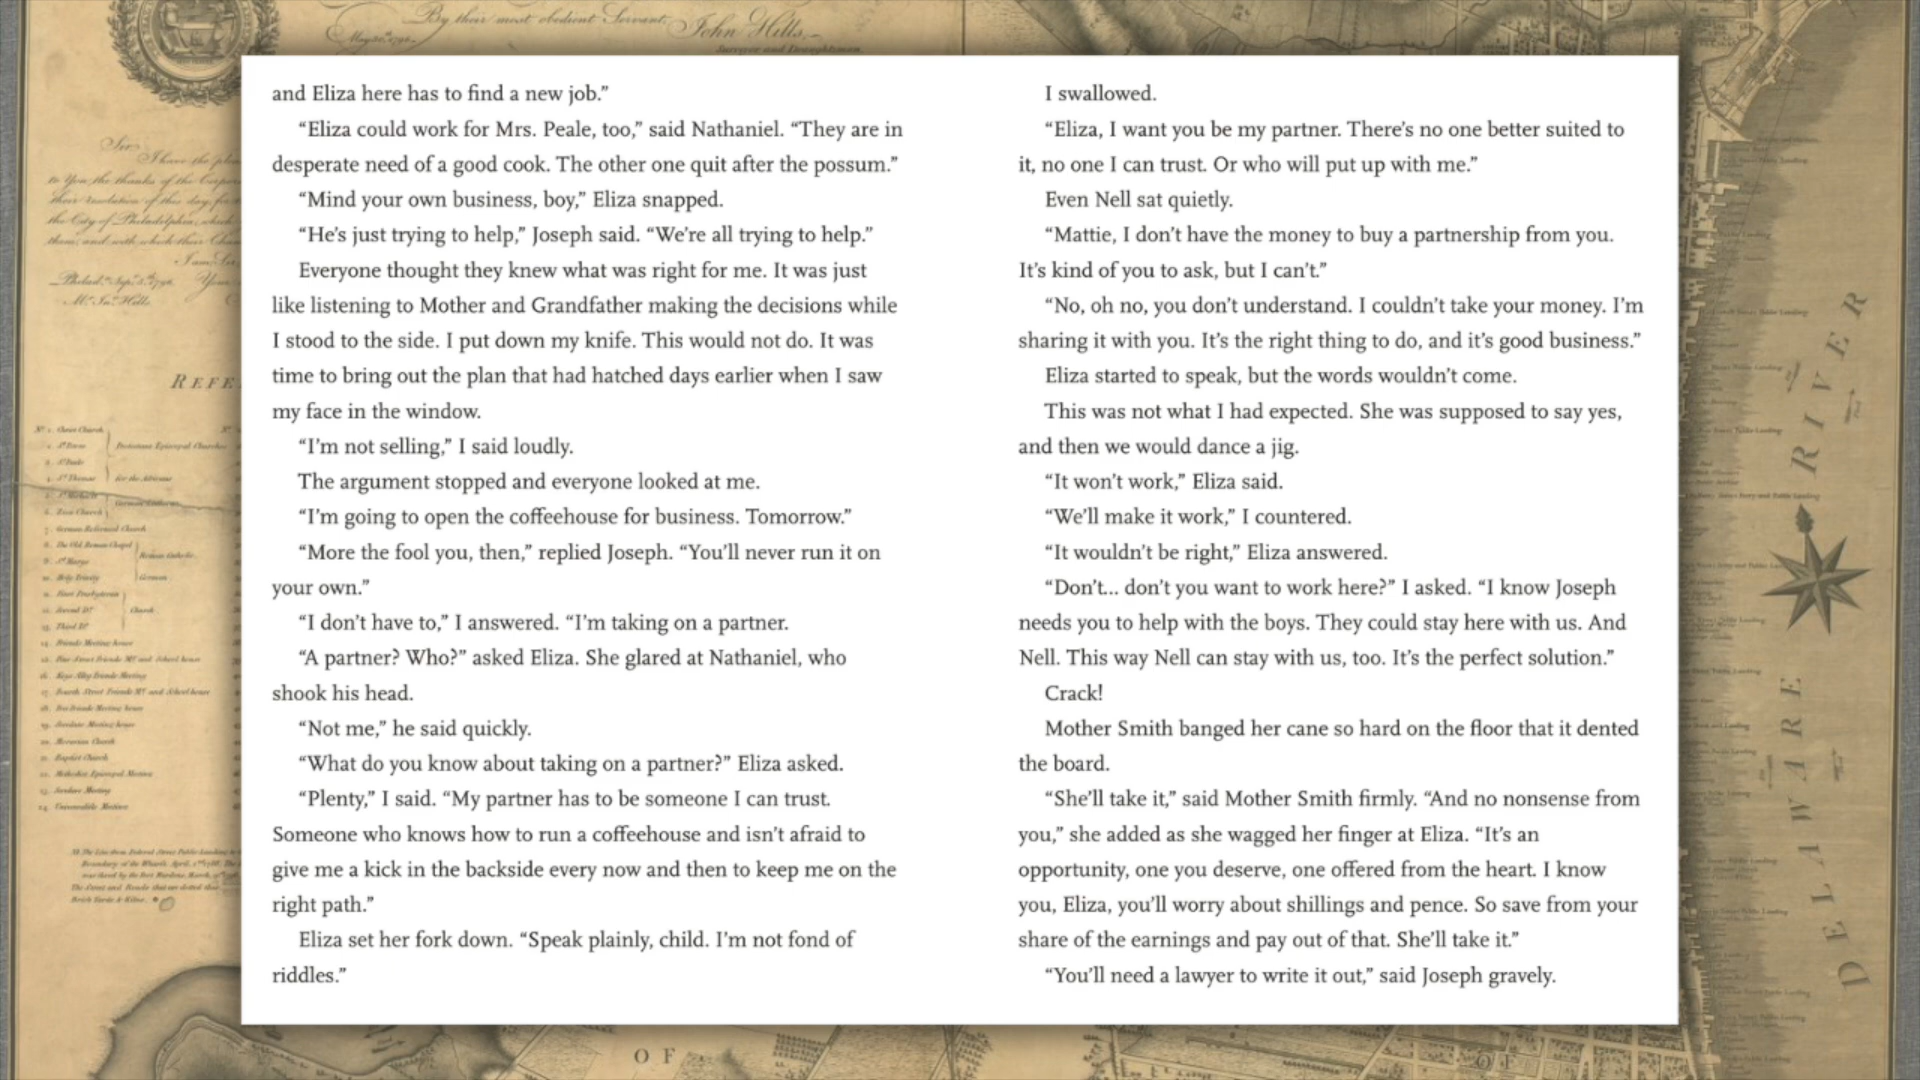 By their most obedient Servant,
John Hills,
Surveyor and Draughtsman
and Eliza here has to find a new job.”
“Eliza could work for Mrs. Peale, too,” said Nathaniel. “They are in
desperate need of a good cook. The other one quit after the possum.”
“Mind your own business, boy,” Eliza snapped.
“He’s just trying to help,” Joseph said. “We’re all trying to help.”
Everyone thought they knew what was right for me. It was just
like listening to Mother and Grandfather making the decisions while
I stood to the side. I put down my knife. This would not do. It was
time to bring out the plan that had hatched days earlier when I saw
my face in the window.
“I’m not selling,” I said loudly.
The argument stopped and everyone looked at me.
“I’m going to open the coffeehouse for business. Tomorrow.”
“More the fool you, then,” replied Joseph. “You’ll never run it on
your own.”
“I don’t have to,” I answered. “I’m taking on a partner.
“A partner? Who?” asked Eliza. She glared at Nathaniel, who
shook his head.
“Not me,” he said quickly.
“What do you know about taking on a partner?” Eliza asked.
“Plenty,” I said. “My partner has to be someone I can trust.
Someone who knows how to run a coffeehouse and isn’t afraid to
give me a kick in the backside every now and then to keep me on the
right path.”
Eliza set her fork down. “Speak plainly, child. I’m not fond of
riddles.”
I swallowed.
“Eliza, I want you be my partner. There’s no one better suited to
it, no one I can trust. Or who will put up with me.”
Even Nell sat quietly.
“Mattie, I don’t have the money to buy a partnership from you.
It’s kind of you to ask, but I can’t.”
“No, oh no, you don’t understand. I couldn’t take your money. I’m
sharing it with you. It’s the right thing to do, and it’s good business.”
Eliza started to speak, but the words wouldn’t come.
This was not what I had expected. She was supposed to say yes,
and then we would dance a jig.
“It won’t work,” Eliza said.
“We’ll make it work,” I countered.
“It wouldn’t be right,” Eliza answered.
“Don’t... don’t you want to work here?” I asked. “I know Joseph
needs you to help with the boys. They could stay here with us. And
Nell. This way Nell can stay with us, too. It’s the perfect solution.”
Crack!
Mother Smith banged her cane so hard on the floor that it dented
the board.
“She’ll take it,” said Mother Smith firmly. “And no nonsense from
you,” she added as she wagged her finger at Eliza. “It’s an
opportunity, one you deserve, one offered from the heart. I know
you, Eliza, you’ll worry about shillings and pence. So save from your
share of the earnings and pay out of that. She’ll take it.”
“You’ll need a lawyer to write it out,” said Joseph gravely.
DELAWARE RIVER
OF
OF